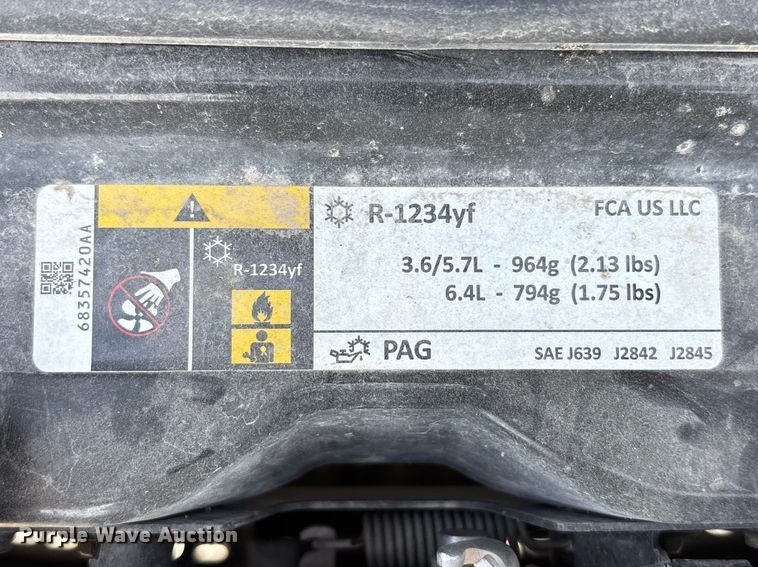 68357420AA
R-1234yf
R-1234yf
FCA US LLC
3.6/5.7L - 964g (2.13 lbs)
6.4L - 794g (1.75 lbs)
PAG
SAE J639 J2842 J2845
Purple Wave Auction